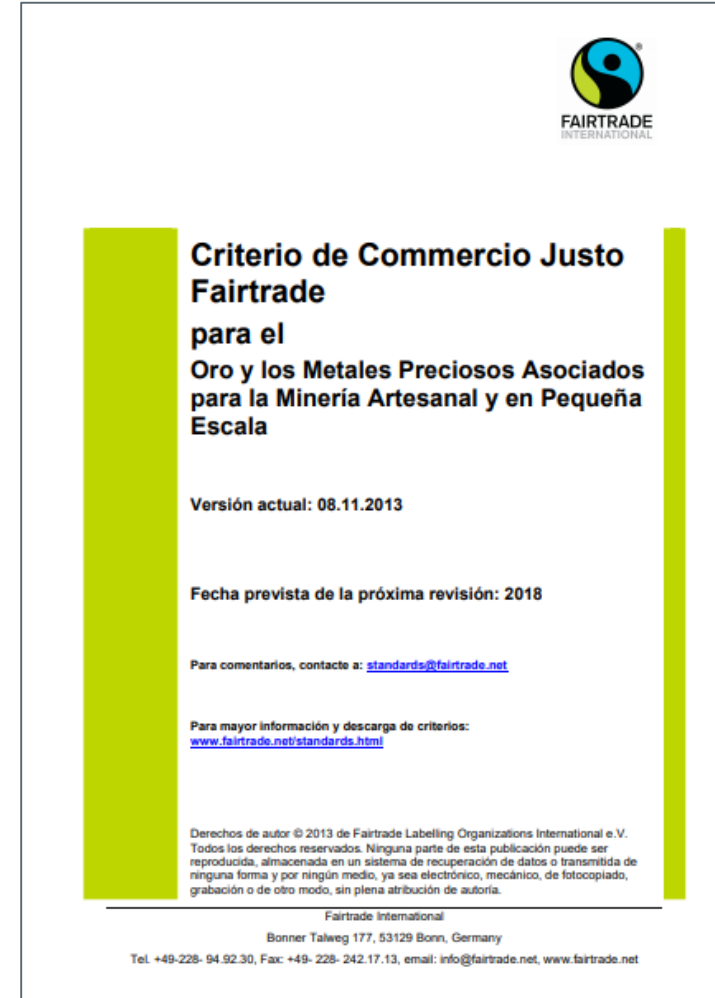 FAIRTRADE
INTERNATIONAL
Criterio de Commercio Justo
Fairtrade
para el
Oro y los Metales Preciosos Asociados
para la Minería Artesanal y en Pequeña
Escala
Versión actual: 08.11.2013
Fecha prevista de la próxima revisión: 2018
Para comentarios, contacte a: standards@fairtrade.net
Para mayor información y descarga de criterios:
www.fairtrade.net/standards.html
Derechos de autor © 2013 de Fairtrade Labelling Organizations International e.V.
Todos los derechos reservados. Ninguna parte de esta publicación puede ser
reproducida, almacenada en un sistema de recuperación de datos o transmitida de
ninguna forma y por ningún medio, ya sea electrónico, mecánico, de fotocopiado,
grabación o de otro modo, sin plena atribución de autoría.
Fairtrade International
Bonner Talweg 177, 53129 Bonn, Germany
Tel. +49-228- 94.92.30, Fax: +49- 228- 242.17.13, email: info@fairtrade.net, www.fairtrade.net